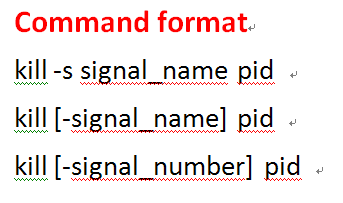 Command format
kill -s signal_name pid
kill [-signal_name] pid
kill [-signal_number] pid